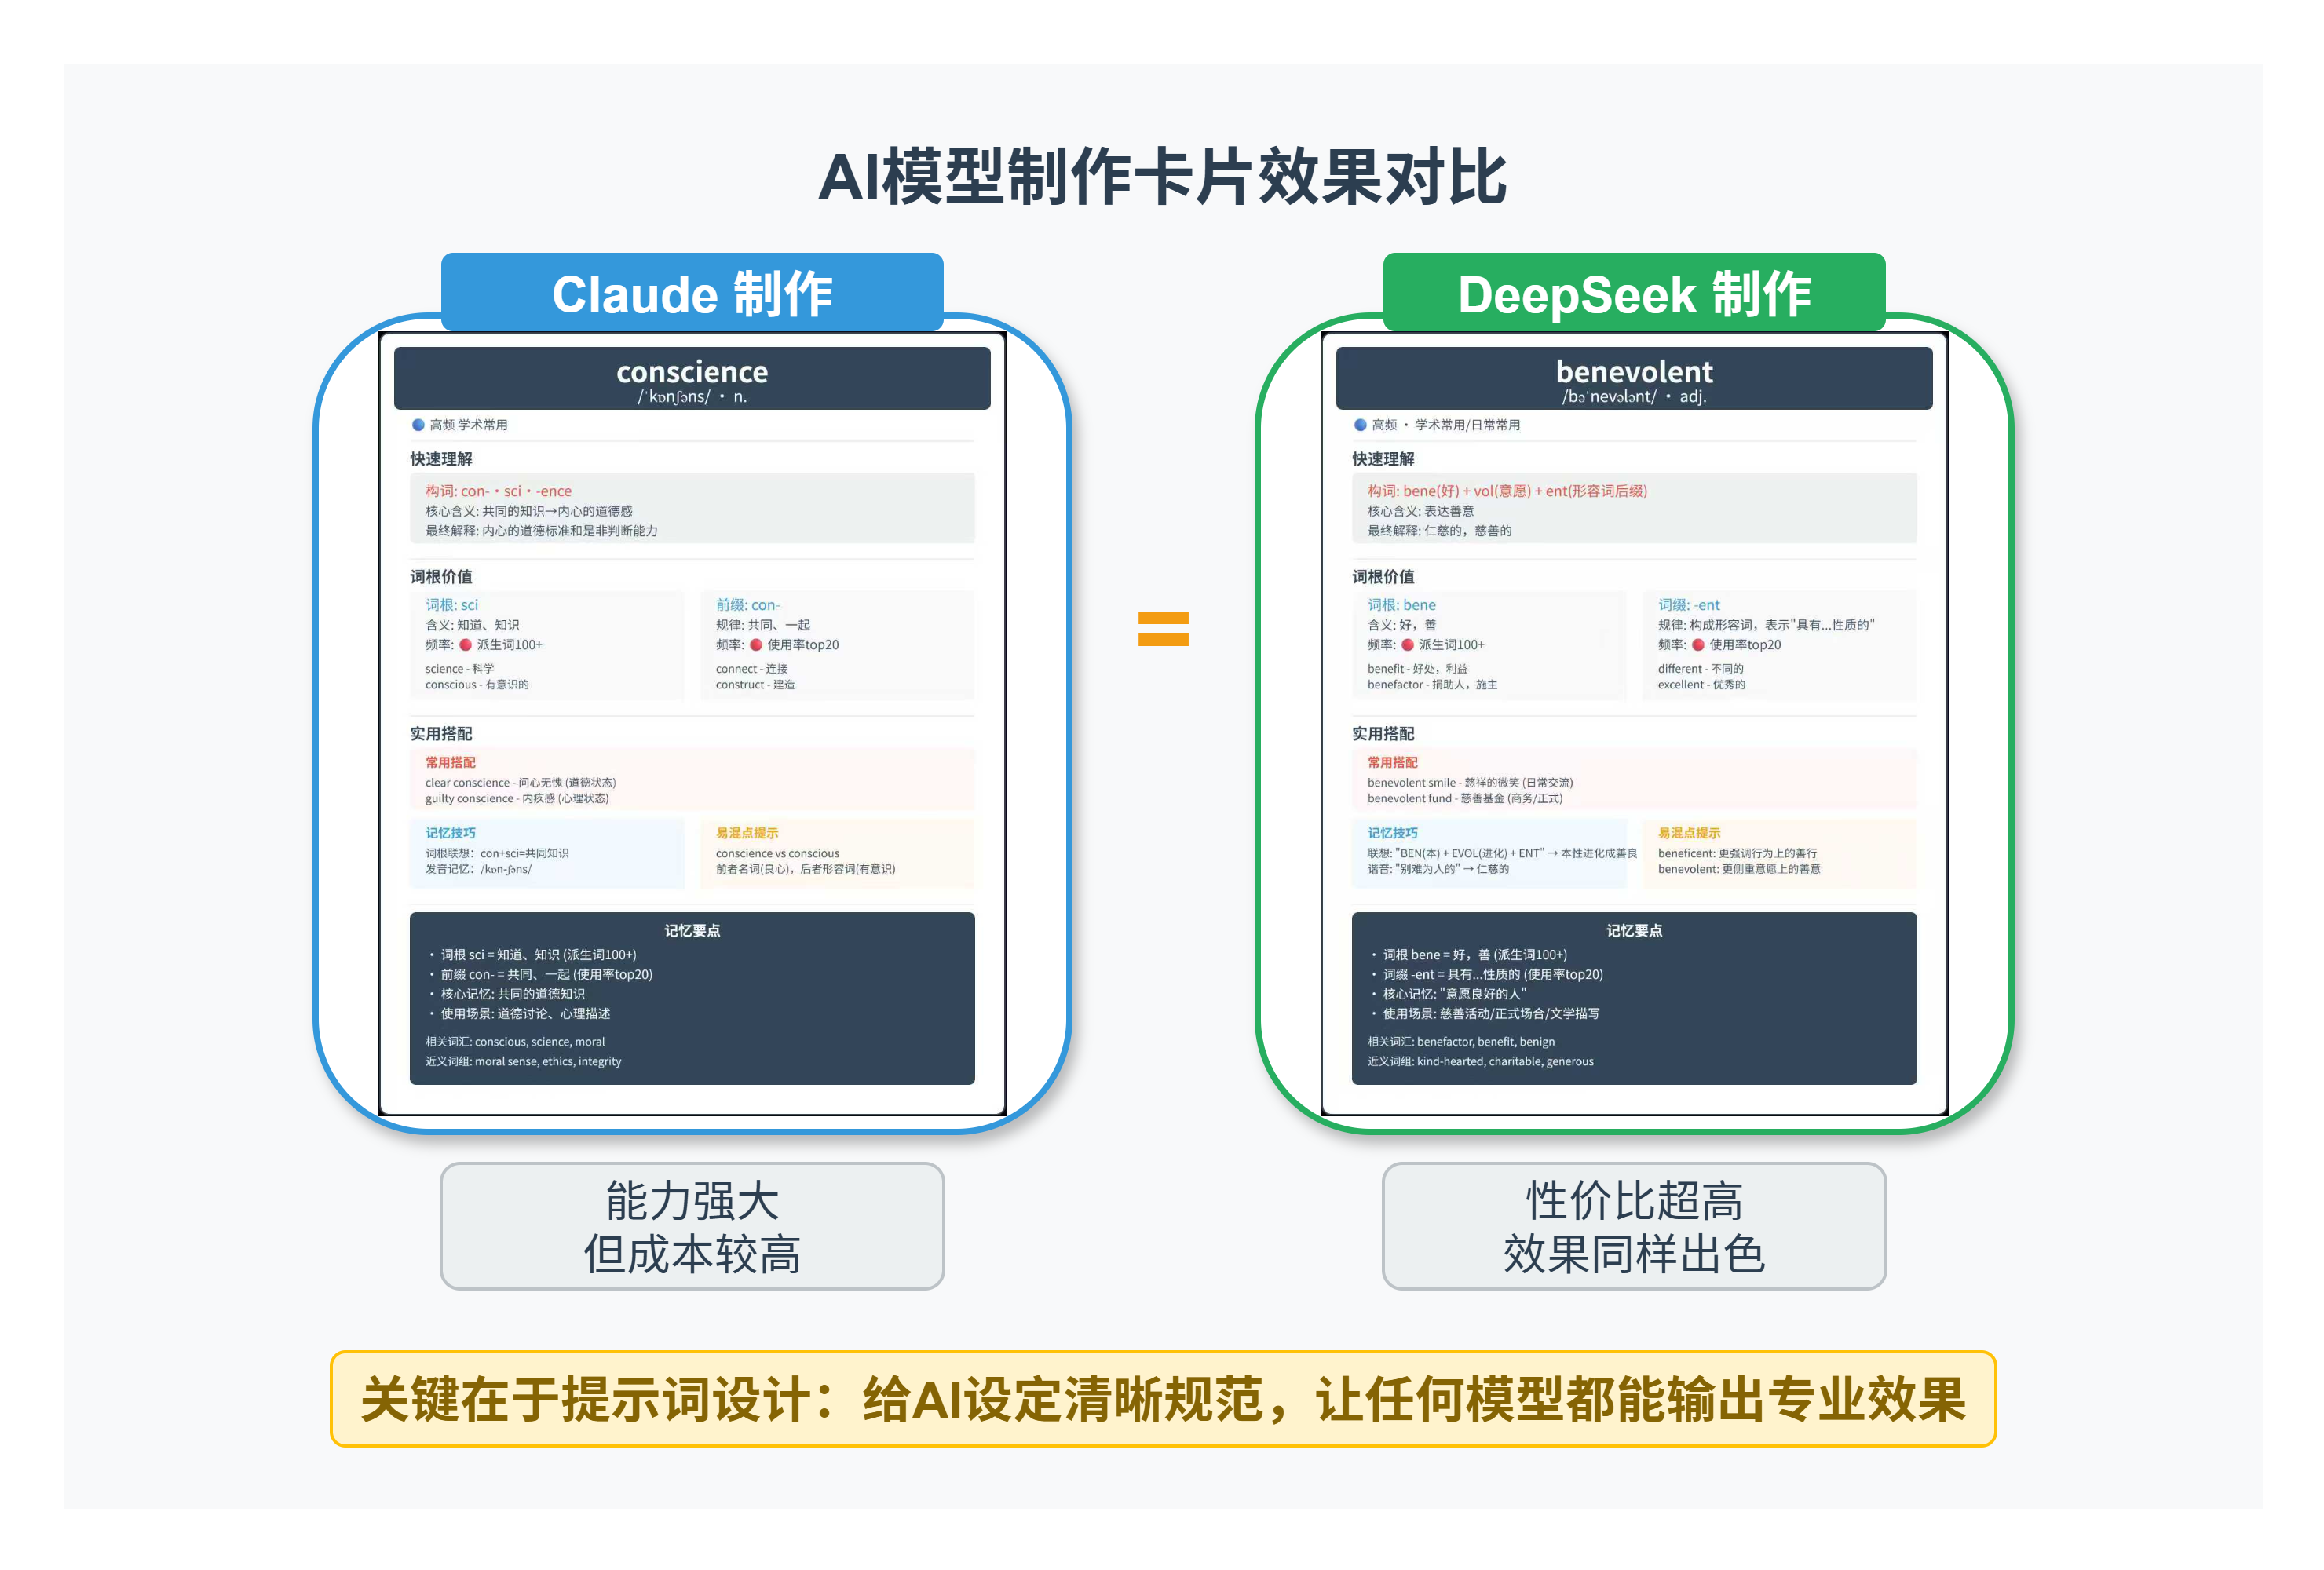 AI模型制作卡片效果对比
Claude 制作
conscience
/ˈkɒnʃəns/ • n.
高频 学术常用
快速理解
构词: con- • sci • -ence
核心含义: 共同的知识→内心的道德感
最终解释: 内心的道德标准和是非判断能力
词根价值
词根: sci
含义: 知道、知识
频率: 派生词100+
science - 科学
conscious - 有意识的
前缀: con-
规律: 共同、一起
频率: 使用率top20
connect - 连接
construct - 建造
实用搭配
常用搭配
clear conscience - 问心无愧 (道德状态)
guilty conscience - 内疚感 (心理状态)
记忆技巧
词根联想：con+sci=共同知识
发音记忆：/kɒn-ʃəns/
易混点提示
conscience vs conscious
前者名词(良心)，后者形容词(有意识)
记忆要点
• 词根 sci = 知道、知识 (派生词100+)
• 前缀 con- = 共同、一起 (使用率top20)
• 核心记忆: 共同的道德知识
• 使用场景: 道德讨论、心理描述
相关词汇: conscious, science, moral
近义词组: moral sense, ethics, integrity
能力强大
但成本较高
=
DeepSeek 制作
benevolent
/bəˈnevələnt/ • adj.
高频 • 学术常用/日常常用
快速理解
构词: bene(好) + vol(意愿) + ent(形容词后缀)
核心含义: 表达善意
最终解释: 仁慈的，慈善的
词根价值
词根: bene
含义: 好，善
频率: 派生词100+
benefit - 好处，利益
benefactor - 捐助人，施主
词缀: -ent
规律: 构成形容词，表示"具有...性质的"
频率: 使用率top20
different - 不同的
excellent - 优秀的
实用搭配
常用搭配
benevolent smile - 慈祥的微笑 (日常交流)
benevolent fund - 慈善基金 (商务/正式)
记忆技巧
联想: "BEN(本) + EVOL(进化) + ENT" → 本性进化成善良
谐音: "别难为人的" → 仁慈的
易混点提示
beneficent: 更强调行为上的善行
benevolent: 更侧重意愿上的善意
记忆要点
• 词根 bene = 好，善 (派生词100+)
• 词缀 -ent = 具有...性质的 (使用率top20)
• 核心记忆: "意愿良好的人"
• 使用场景: 慈善活动/正式场合/文学描写
相关词汇: benefactor, benefit, benign
近义词组: kind-hearted, charitable, generous
性价比超高
效果同样出色
关键在于提示词设计：给AI设定清晰规范，让任何模型都能输出专业效果